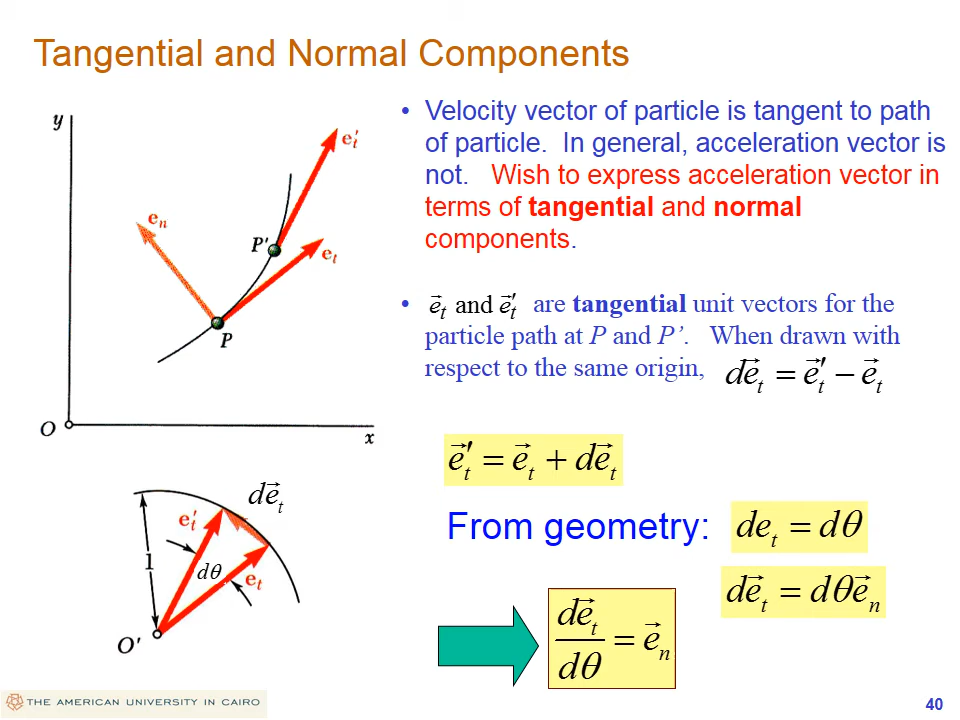 Tangential and Normal Components
y
e′t
en
P′
et
P
O
x
• Velocity vector of particle is tangent to path
of particle. In general, acceleration vector is
not. Wish to express acceleration vector in
terms of tangential and normal
components.
• e⃗t and e⃗′t are tangential unit vectors for the
particle path at P and P’. When drawn with
respect to the same origin, de⃗t = e⃗′t − e⃗t
e⃗′t = e⃗t + de⃗t
From geometry: det = dθ
de⃗t = dθe⃗n
de⃗t/dθ = e⃗n
de⃗t
e′t
1
dθ
et
O′
THE AMERICAN UNIVERSITY IN CAIRO
40